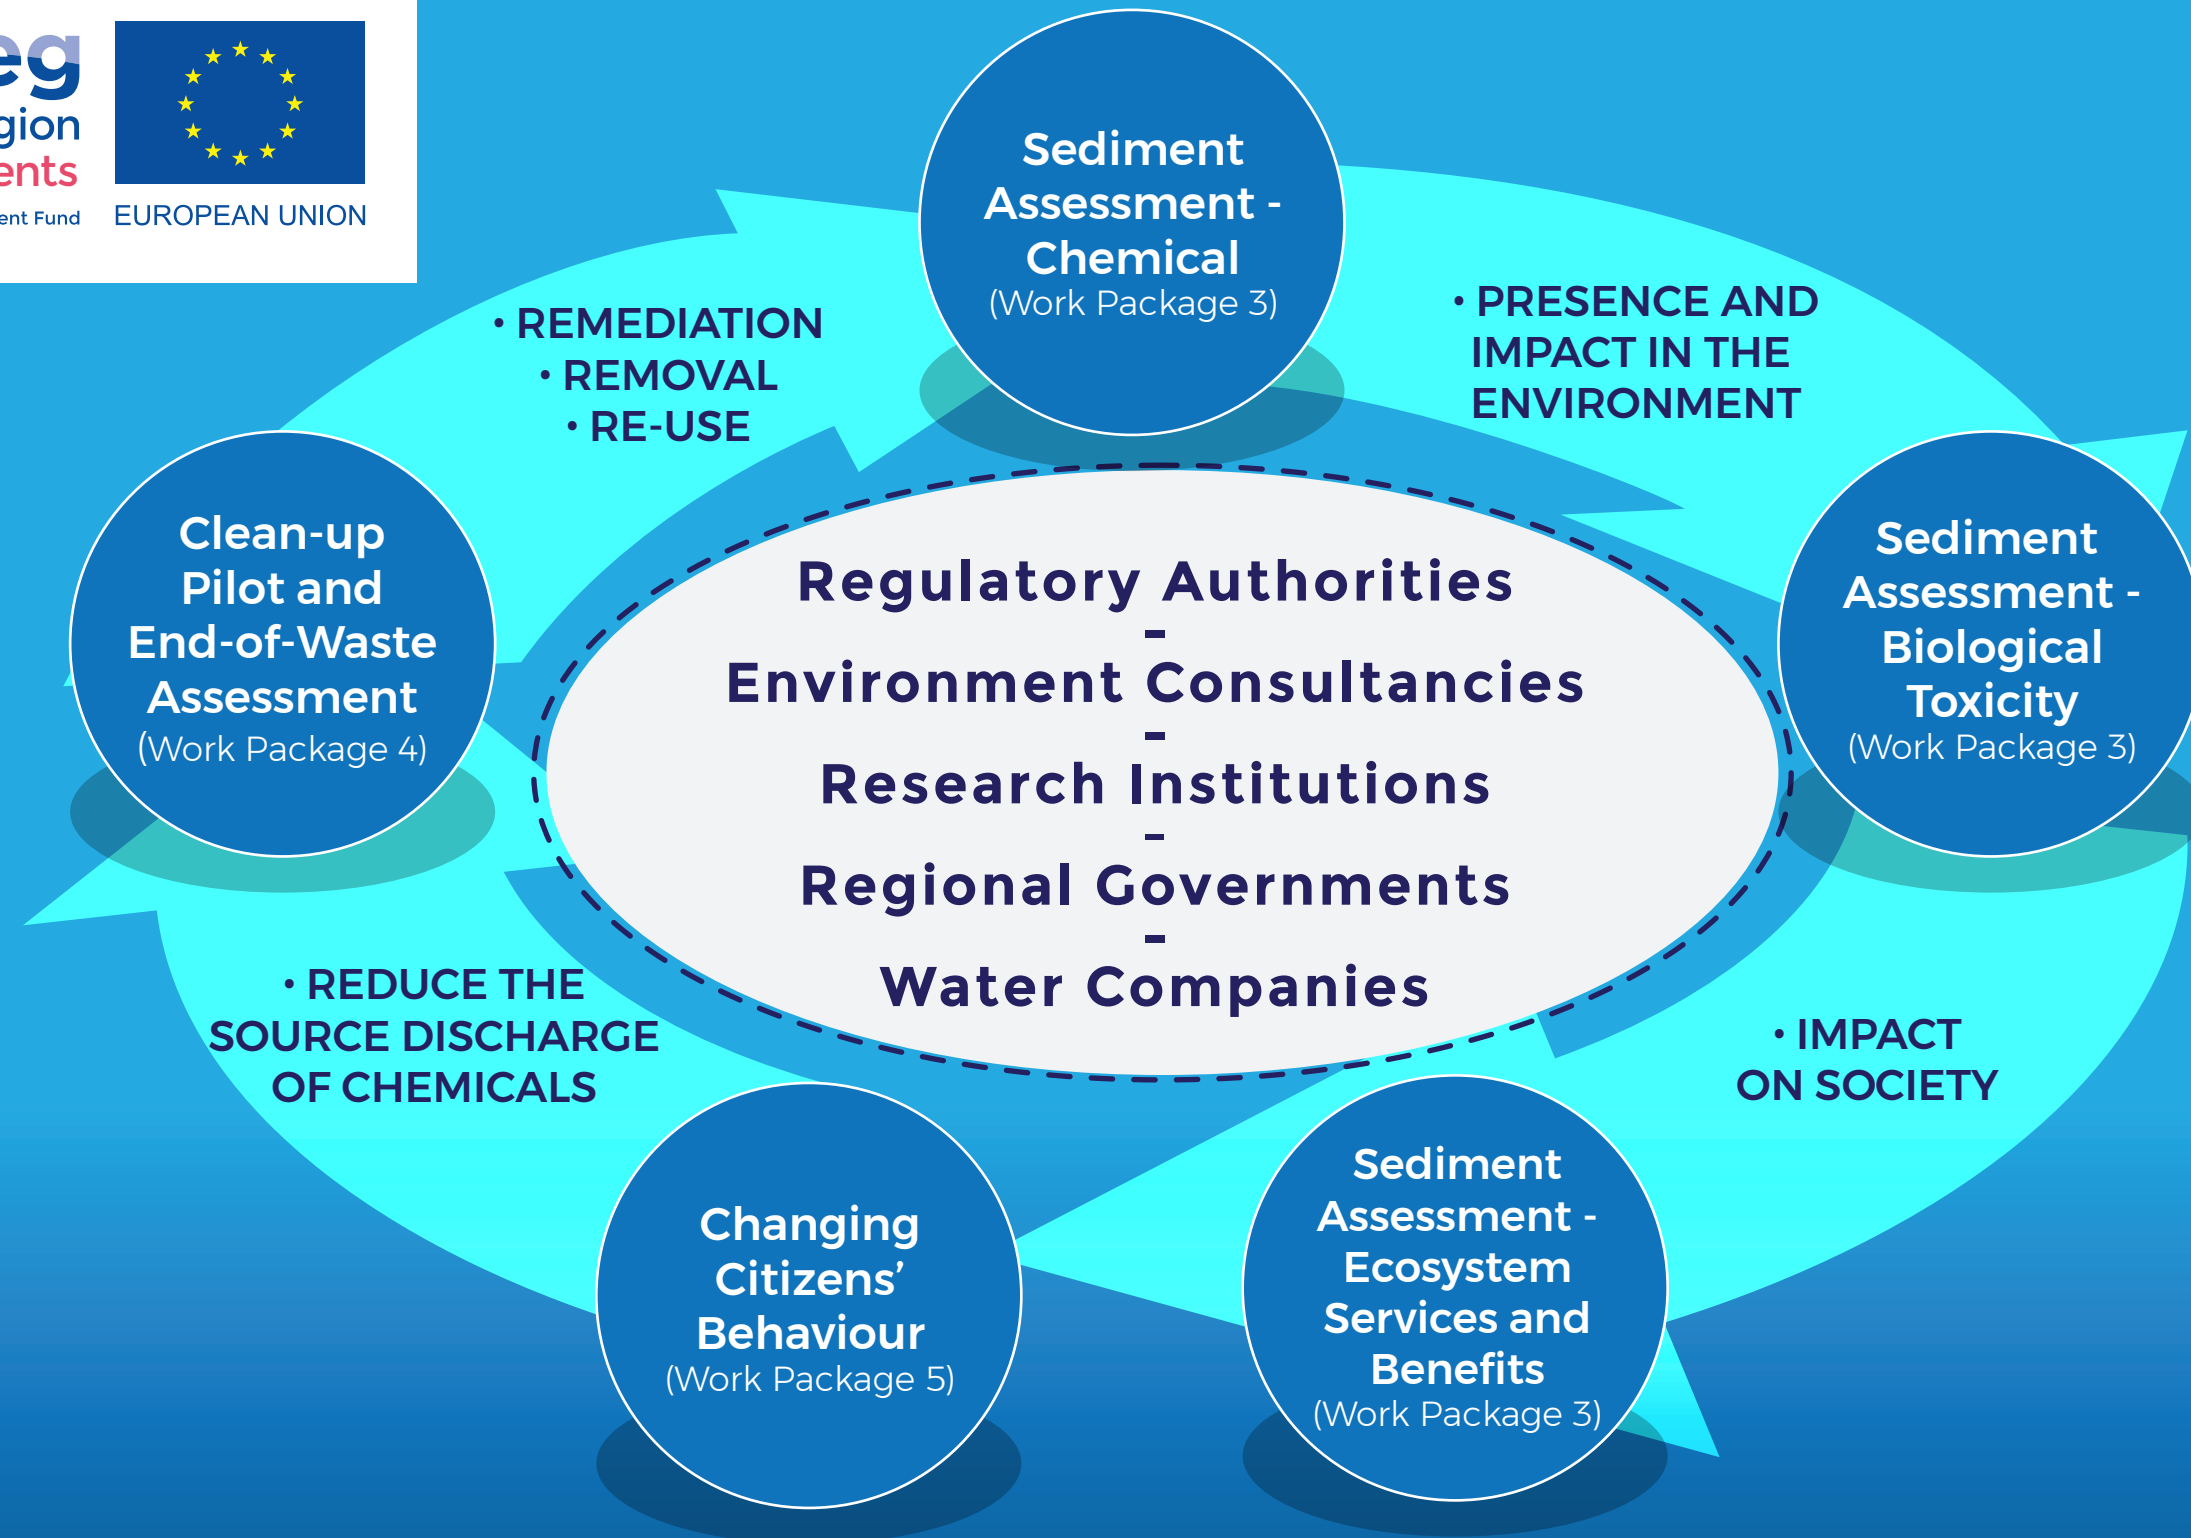 EUROPEAN UNION
ent Fund
Sediment
Assessment -
Chemical
(Work Package 3)
• REMEDIATION
• REMOVAL
• RE-USE
• PRESENCE AND
IMPACT IN THE
ENVIRONMENT
Clean-up
Pilot and
End-of-Waste
Assessment
(Work Package 4)
Regulatory Authorities
-
Environment Consultancies
-
Research Institutions
-
Regional Governments
-
Water Companies
Sediment
Assessment -
Biological
Toxicity
(Work Package 3)
• REDUCE THE
SOURCE DISCHARGE
OF CHEMICALS
• IMPACT
ON SOCIETY
Changing
Citizens’
Behaviour
(Work Package 5)
Sediment
Assessment -
Ecosystem
Services and
Benefits
(Work Package 3)